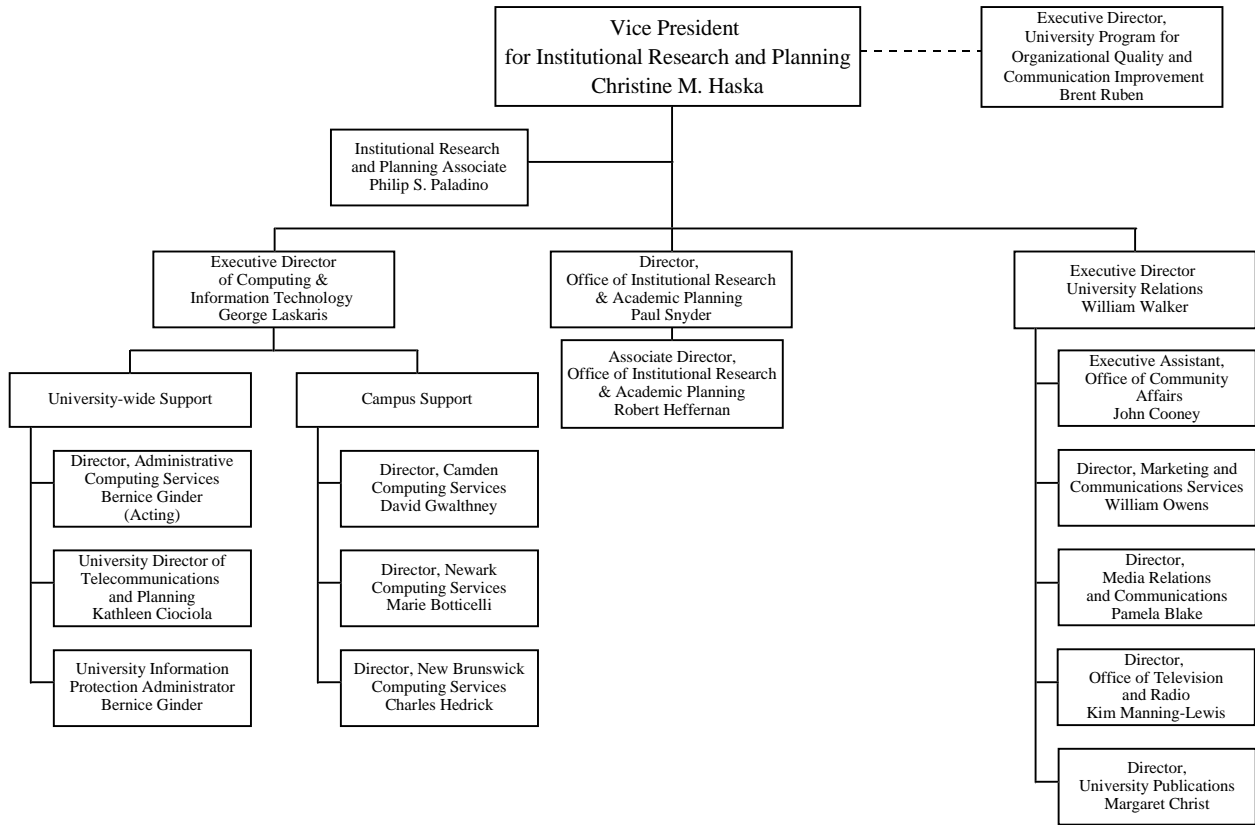 Vice President
for Institutional Research and Planning
Christine M. Haska
Executive Director,
University Program for
Organizational Quality and
Communication Improvement
Brent Ruben
Institutional Research
and Planning Associate
Philip S. Paladino
Executive Director
of Computing &
Information Technology
George Laskaris
Director,
Office of Institutional Research
& Academic Planning
Paul Snyder
Executive Director
University Relations
William Walker
Associate Director,
Office of Institutional Research
& Academic Planning
Robert Heffernan
University-wide Support
Campus Support
Director, Administrative
Computing Services
Bernice Ginder
(Acting)
University Director of
Telecommunications
and Planning
Kathleen Ciociola
University Information
Protection Administrator
Bernice Ginder
Director, Camden
Computing Services
David Gwalthney
Director, Newark
Computing Services
Marie Botticelli
Director, New Brunswick
Computing Services
Charles Hedrick
Executive Assistant,
Office of Community
Affairs
John Cooney
Director, Marketing and
Communications Services
William Owens
Director,
Media Relations
and Communications
Pamela Blake
Director,
Office of Television
and Radio
Kim Manning-Lewis
Director,
University Publications
Margaret Christ